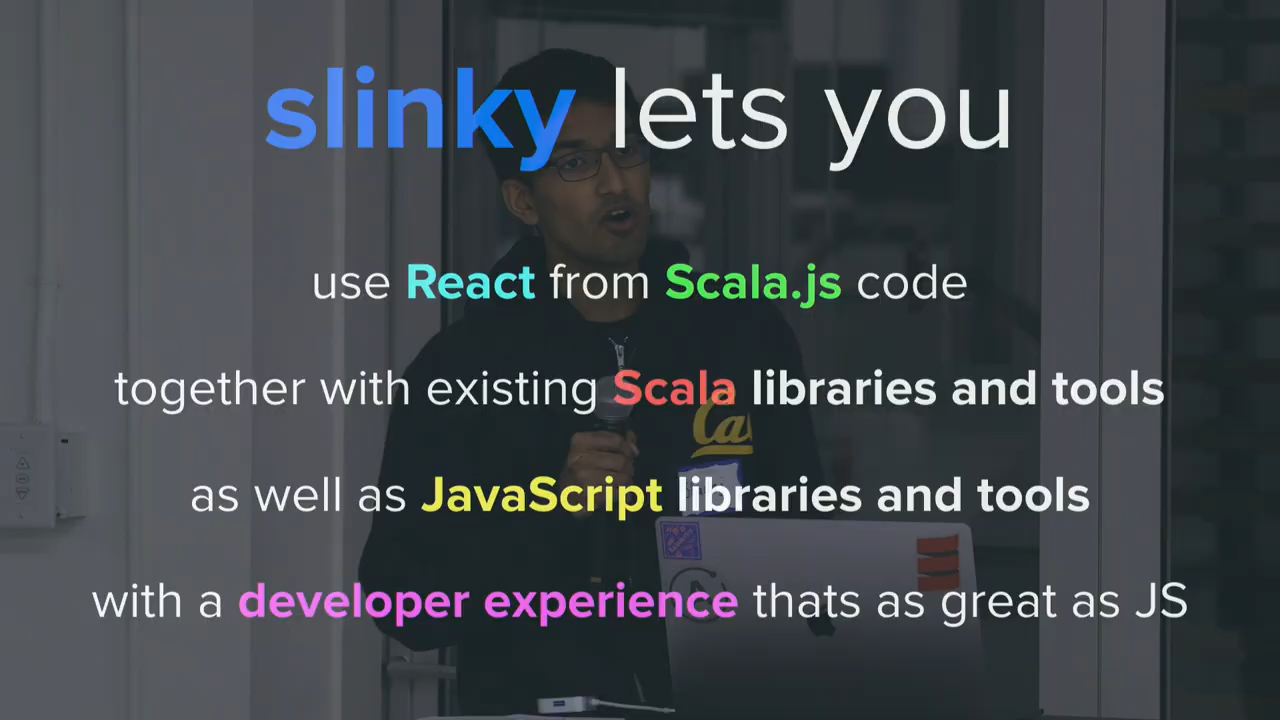 slinky lets you
use React from Scala.js code
together with existing Scala libraries and tools
as well as JavaScript libraries and tools
with a developer experience thats as great as JS
Cal